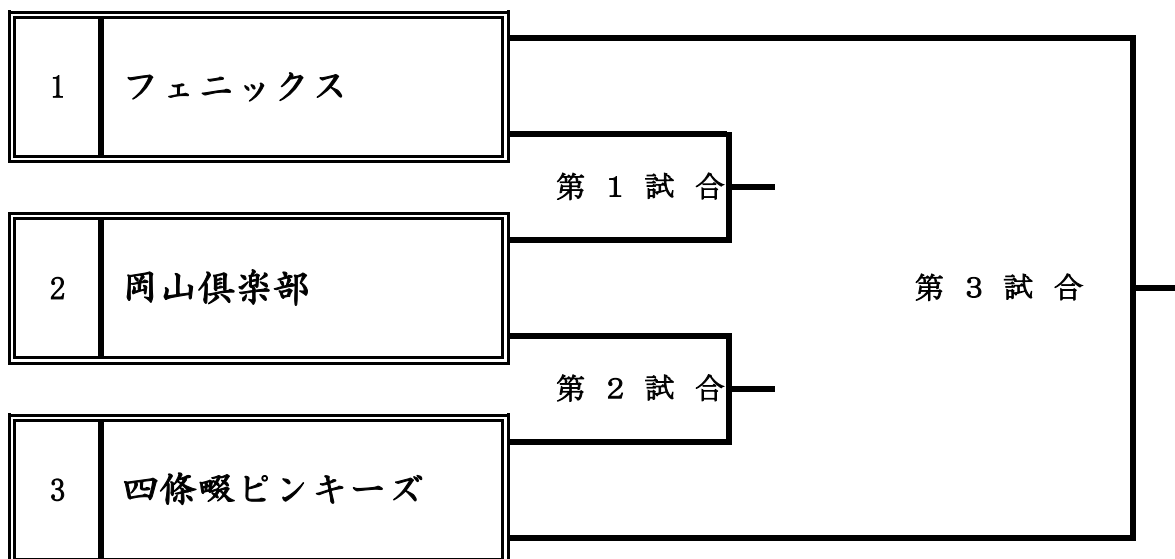 1 フェニックス
第1試合
2 岡山倶楽部
第3試合
第2試合
3 四條畷ピンキーズ